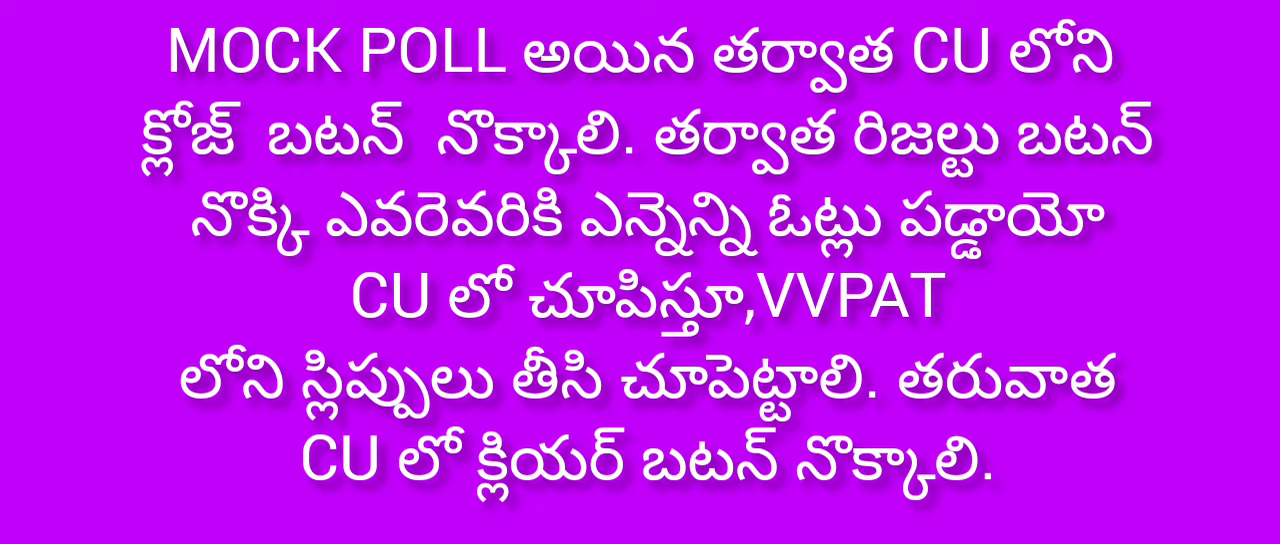 MOCK POLL అయిన తర్వాత CU లోని
క్లోజ్ బటన్ నొక్కాలి. తర్వాత రిజల్టు బటన్
నొక్కి ఎవరెవరికి ఎన్నెన్ని ఓట్లు పడ్డాయో
CU లో చూపిస్తూ,VVPAT
లోని స్లిప్పులు తీసి చూపెట్టాలి. తరువాత
CU లో క్లియర్ బటన్ నొక్కాలి.